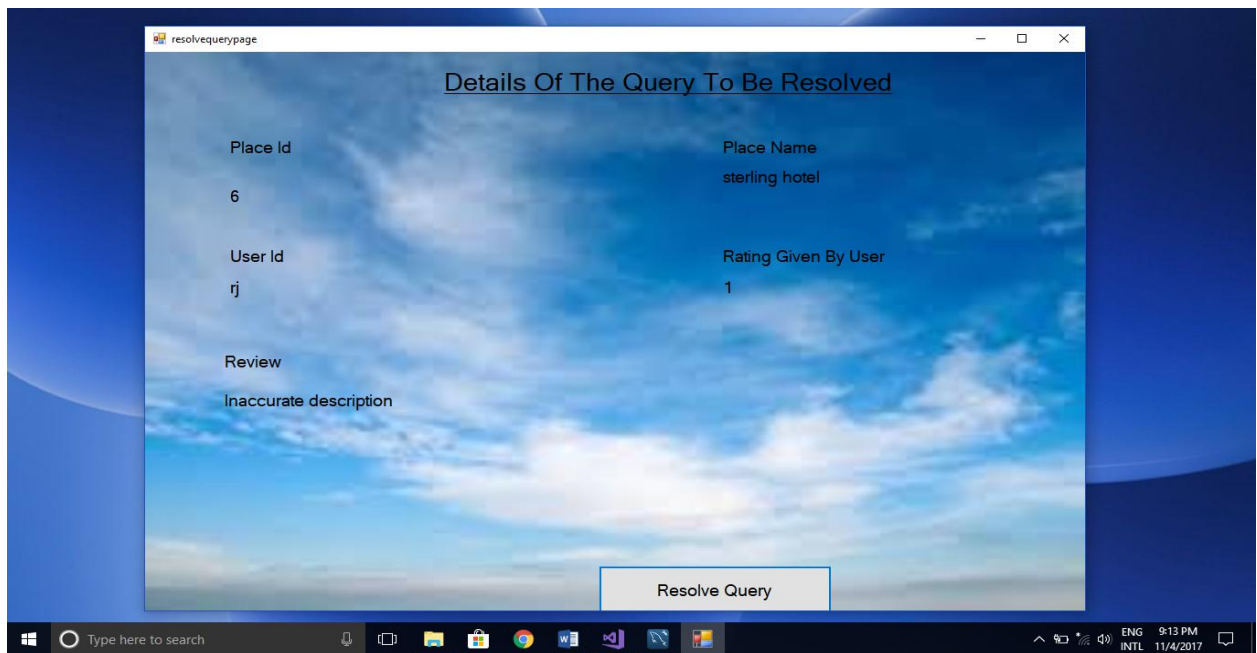 resolvequerypage
Details Of The Query To Be Resolved
Place Id
Place Name
6
sterling hotel
User Id
Rating Given By User
rj
1
Review
Inaccurate description
Resolve Query
Type here to search
ENG
INTL
9:13 PM
11/4/2017